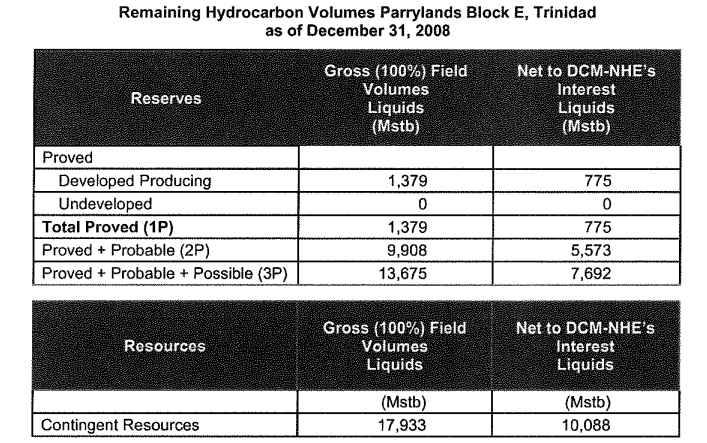 Remaining Hydrocarbon Volumes Parrylands Block E, Trinidad
as of December 31, 2008
Reserves Gross (100%) Field Volumes Liquids (Mstb) Net to DCM-NHE's Interest Liquids (Mstb)
Proved
Developed Producing 1,379 775
Undeveloped 0 0
Total Proved (1P) 1,379 775
Proved + Probable (2P) 9,908 5,573
Proved + Probable + Possible (3P) 13,675 7,692
Resources Gross (100%) Field Volumes Liquids Net to DCM-NHE's Interest Liquids
(Mstb) (Mstb)
Contingent Resources 17,933 10,088